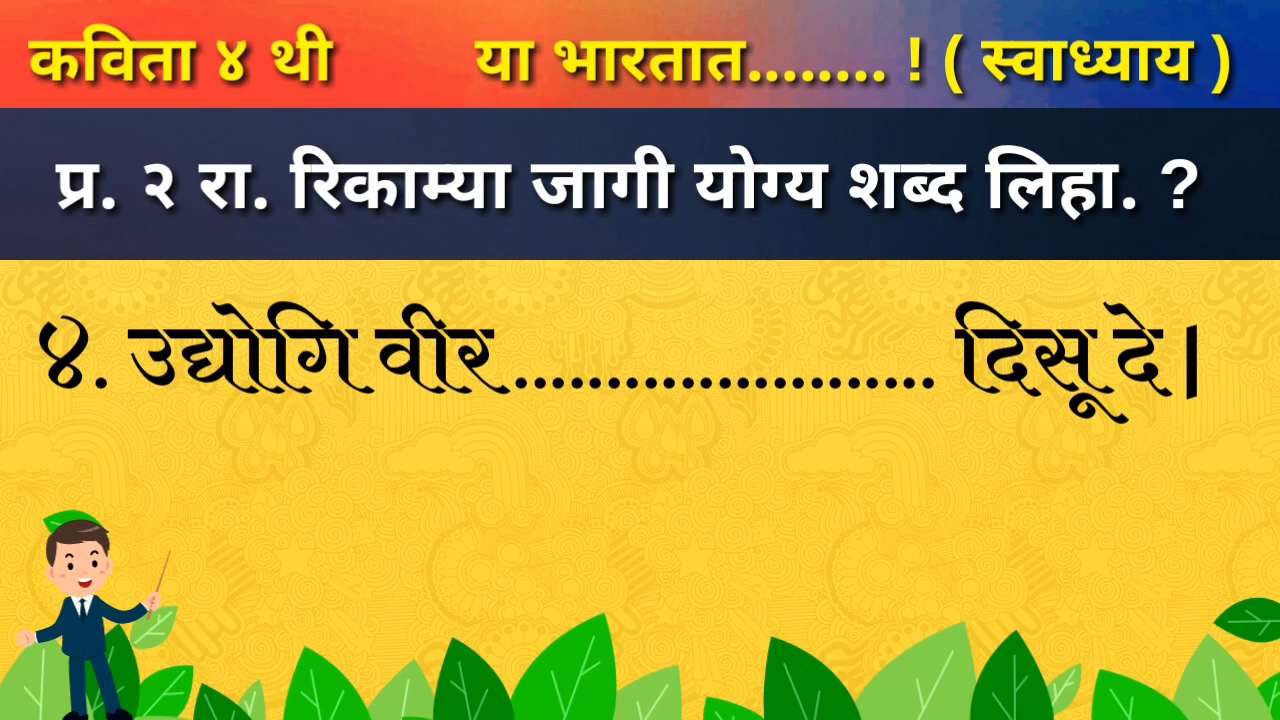 कविता ४ थी या भारतात........ ! ( स्वाध्याय )
प्र. २ रा. रिकाम्या जागी योग्य शब्द लिहा. ?
४. उद्योगि वीर....................... दिसू दे|